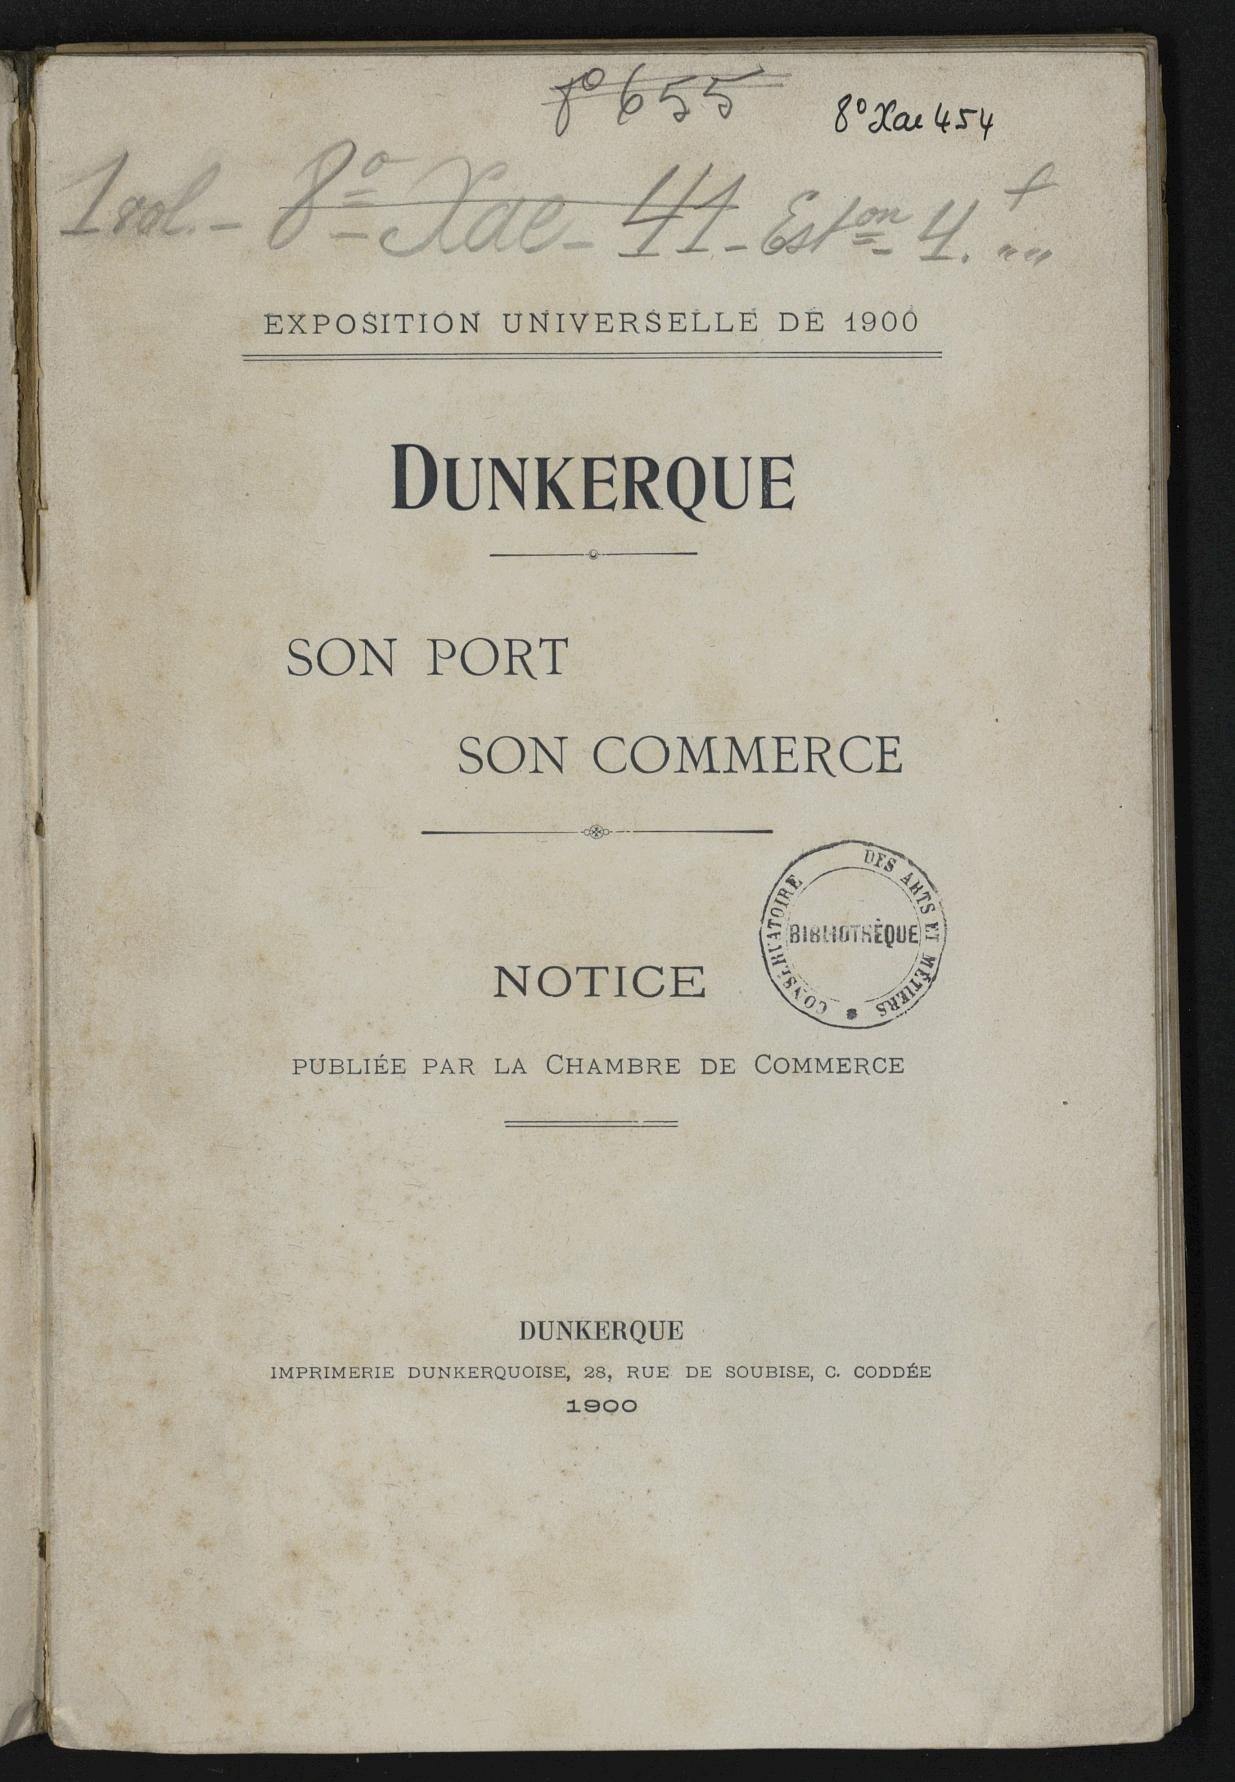 8° 655
8° Xae 454
1 vol. - 8° Xae - 41 - Est on 4. f
EXPOSITION UNIVERSELLE DE 1900
DUNKERQUE
SON PORT
SON COMMERCE
CONSERVATOIRE DES ARTS ET MÉTIERS
BIBLIOTHÈQUE
NOTICE
PUBLIÉE PAR LA CHAMBRE DE COMMERCE
DUNKERQUE
IMPRIMERIE DUNKERQUOISE, 28, RUE DE SOUBISE, C. CODDÉE
1900